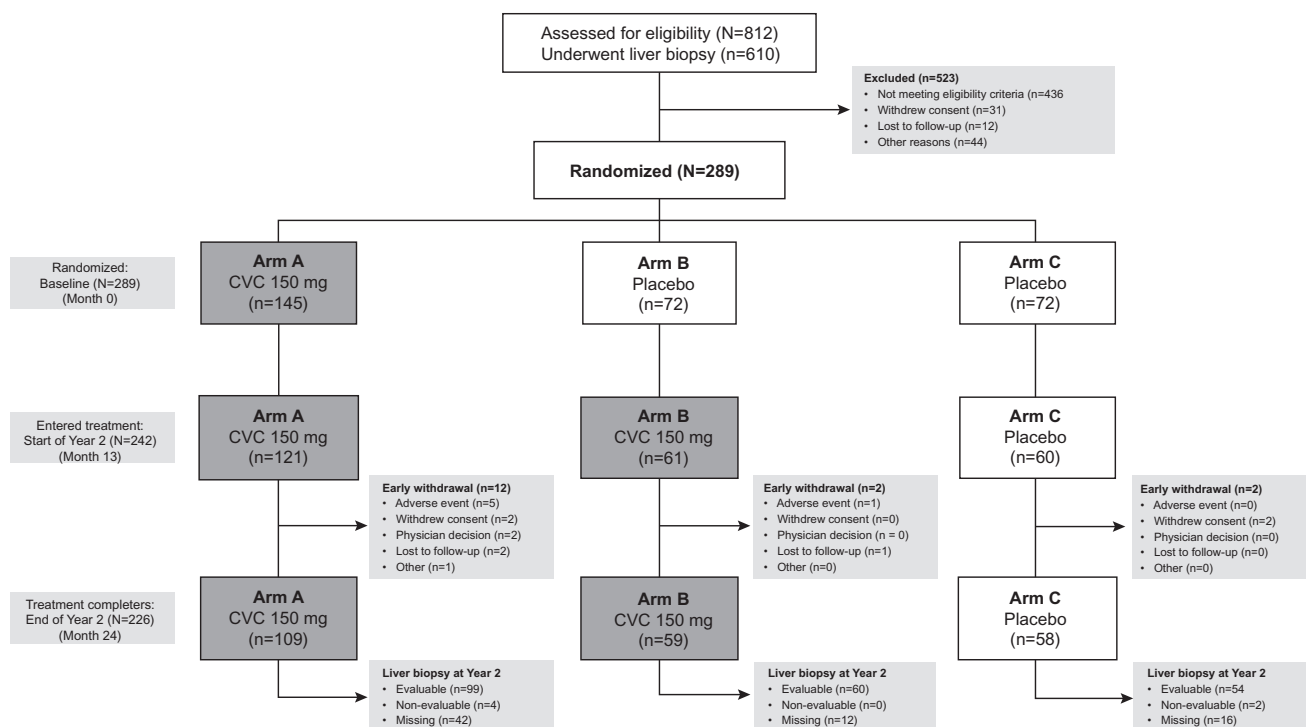 Assessed for eligibility (N=812)
Underwent liver biopsy (n=610)
Excluded (n=523)
• Not meeting eligibility criteria (n=436
• Withdrew consent (n=31)
• Lost to follow-up (n=12)
• Other reasons (n=44)
Randomized (N=289)
Randomized:
Baseline (N=289)
(Month 0)
Arm A
CVC 150 mg
(n=145)
Arm B
Placebo
(n=72)
Arm C
Placebo
(n=72)
Entered treatment:
Start of Year 2 (N=242)
(Month 13)
Arm A
CVC 150 mg
(n=121)
Arm B
CVC 150 mg
(n=61)
Arm C
Placebo
(n=60)
Early withdrawal (n=12)
• Adverse event (n=5)
• Withdrew consent (n=2)
• Physician decision (n=2)
• Lost to follow-up (n=2)
• Other (n=1)
Early withdrawal (n=2)
• Adverse event (n=1)
• Withdrew consent (n=0)
• Physician decision (n = 0)
• Lost to follow-up (n=1)
• Other (n=0)
Early withdrawal (n=2)
• Adverse event (n=0)
• Withdrew consent (n=2)
• Physician decision (n=0)
• Lost to follow-up (n=0)
• Other (n=0)
Treatment completers:
End of Year 2 (N=226)
(Month 24)
Arm A
CVC 150 mg
(n=109)
Arm B
CVC 150 mg
(n=59)
Arm C
Placebo
(n=58)
Liver biopsy at Year 2
• Evaluable (n=99)
• Non-evaluable (n=4)
• Missing (n=42)
Liver biopsy at Year 2
• Evaluable (n=60)
• Non-evaluable (n=0)
• Missing (n=12)
Liver biopsy at Year 2
• Evaluable (n=54
• Non-evaluable (n=2)
• Missing (n=16)